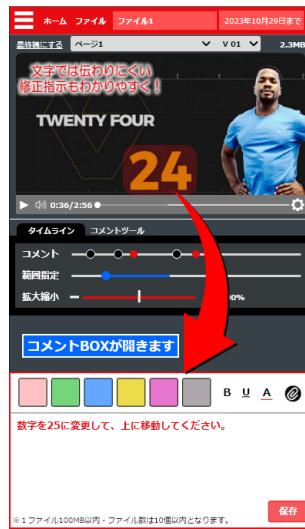 ホーム ファイル ファイル1 2023年10月29日まで
最終稿にする ページ1 V 01 2.3MB
文字では伝わりにくい
修正指示もわかりやすく！
TWENTY FOUR
24
0:36/2:56
タイムライン コメントツール
コメント
範囲指定
拡大縮小 00%
コメントBOXが開きます
B U A
数字を25に変更して、上に移動してください。
保存
※1ファイル100MB以内・ファイル数は10個以内となります。